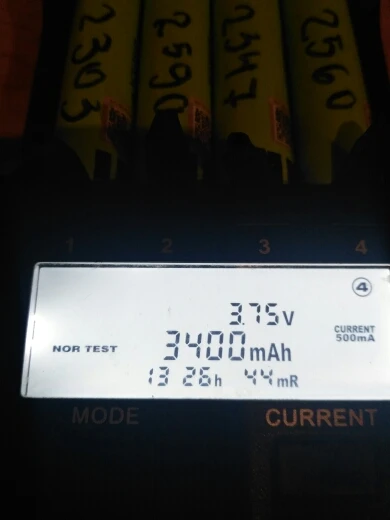 2303 2590 2547 2560
1 2 3 4
4
3.75V
CURRENT
500mA
NOR TEST
3400mAh
13 26h 44mR
MODE CURRENT